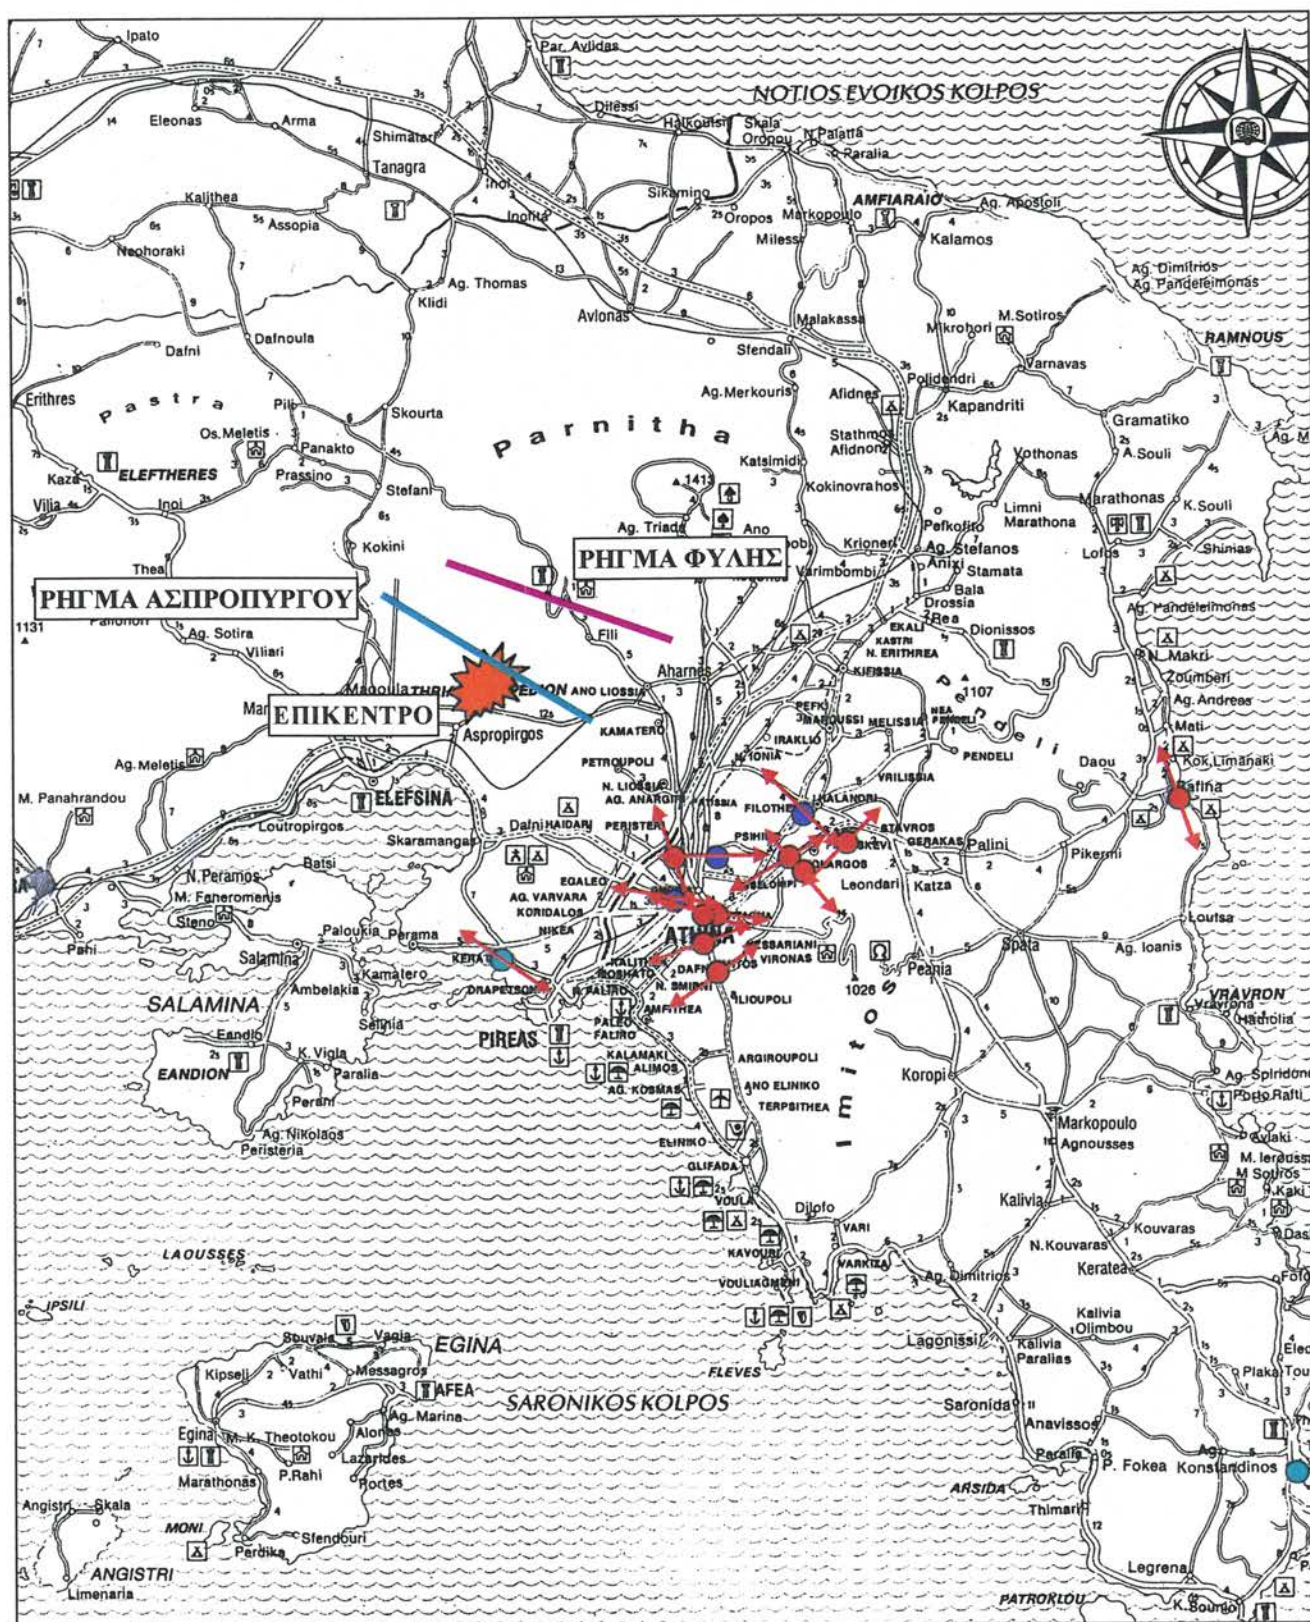 Ipato
Par. Avlidas
NOTIOS EVOIKOS KOLPOS
Eleonas
Arma
Dilessi
Halkoutsi
Skala
Oropou
N. Palatia
Paralia
Shimatari
Tanagra
Inoi
Sikamino
Oropos
Markopoulo
AMFIARAIO
Ag. Apostoli
Kalithea
Assopia
Inofita
Milessi
Kalamos
Neohoraki
Ag. Thomas
Klidi
Avlonas
Ag. Dimitrios
Ag. Pandeleimonas
Dafnoula
Dafni
Malakassa
Sfendali
Mikrohori
M. Sotiros
RAMNOUS
Varnavas
Erithres
Pastra
Pili
Skourta
Ag. Merkouris
Afidnes
Polidendri
Kapandriti
Gramatiko
Parnitha
Os. Meletis
Panakto
Prassino
Stathmos
Afidnon
A. Souli
Kaza
ELEFTHERES
Katsimidi
Vothonas
Vilia
Inoi
Stefani
1413
Kokinovrahos
Limni
Marathona
Marathonas
K. Souli
Ag. Triada
Ano
Pefkofito
Kokini
ΡΗΓΜΑ ΦΥΛΗΣ
Krioneri
Ag. Stefanos
Lofos
Shinias
Thea
Anixi
Stamata
Varimbombi
Bala
ΡΗΓΜΑ ΑΣΠΡΟΠΥΡΓΟΥ
Drossia
Ag. Pandeleimonas
1131
Ag. Sotira
Fili
EKALI
Rea
Dionissos
Viliari
KASTRI
N. ERITHREA
N. Makri
Aharnes
KIFISSIA
Zoumberi
Magoula
PEDION
ANO LIOSSIA
1107
Pendeli
Ag. Andreas
ΕΠΙΚΕΝΤΡΟ
Aspropirgos
KAMATERO
PEFKI
MAROUSSI
MELISSIA
NEA
PENDELI
Mati
IRAKLIO
PENDELI
Ag. Meletis
PETROUPOLI
N. IONIA
Daou
Kok. Limanaki
M. Panahrandou
ELEFSINA
N. LIOSSIA
AG. ANARGIRI
VRILISSIA
Rafina
PATISSIA
FILOTHEI
HALANDRI
Loutropirgos
Skaramangas
Dafni
HAIDARI
PERISTERI
PSIHIKO
STAVROS
GERAKAS
Palini
Pikermi
Batsi
HOLARGOS
N. Peramos
EGALEO
Leondari
Katza
M. Faneromenis
AG. VARVARA
Steno
KORIDALOS
Loutsa
Paloukia
Perama
NIKEA
ATHINA
KESSARIANI
VIRONAS
Spata
Ag. Ioanis
Salamina
Kamatero
KALITHEA
MOSHATO
Peania
Ambelakia
DRAPETSONA
N. SMIRNI
1026
SALAMINA
ILIOUPOLI
VRAVRON
Selinia
AMFITHEA
Vravrona
PIREAS
PALEO
FALIRO
Imitos
Eandio
K. Vigla
KALAMAKI
ARGIROUPOLI
EANDION
Paralia
ALIMOS
Koropi
Ag. Spiridon
AG. KOSMAS
ANO ELINIKO
Porto Rafti
Perani
TERPSITHEA
Markopoulo
Ag. Nikolaos
Agnousses
Avlaki
Peristeria
ELINIKO
GLIFADA
M Sotiros
VOULA
Kalivia
Kaki
Dilofo
VARI
Kouvaras
LAOUSSES
KAVOURI
N. Kouvaras
VARKIZA
Keratea
VOULIAGMENI
Ag. Dimitrios
IPSILI
Kalivia
Olimbou
Lagonissi
Kalivia
Paralias
Souvala
Vagia
EGINA
FLEVES
Plaka
Kipseli
Vathi
Messagros
AFEA
SARONIKOS KOLPOS
Saronida
Anavissos
Egina
Ag. Marina
M. K. Theotokou
Alones
Lazarides
Paralia
P. Fokea
Ag.
Konstandinos
Marathonas
P. Rahi
Portes
ARSIDA
Angistri
Skala
Thimari
MONI
Sfendouri
Perdika
Legrena
ANGISTRI
Limenaria
PATROKLOU
K. Sounio